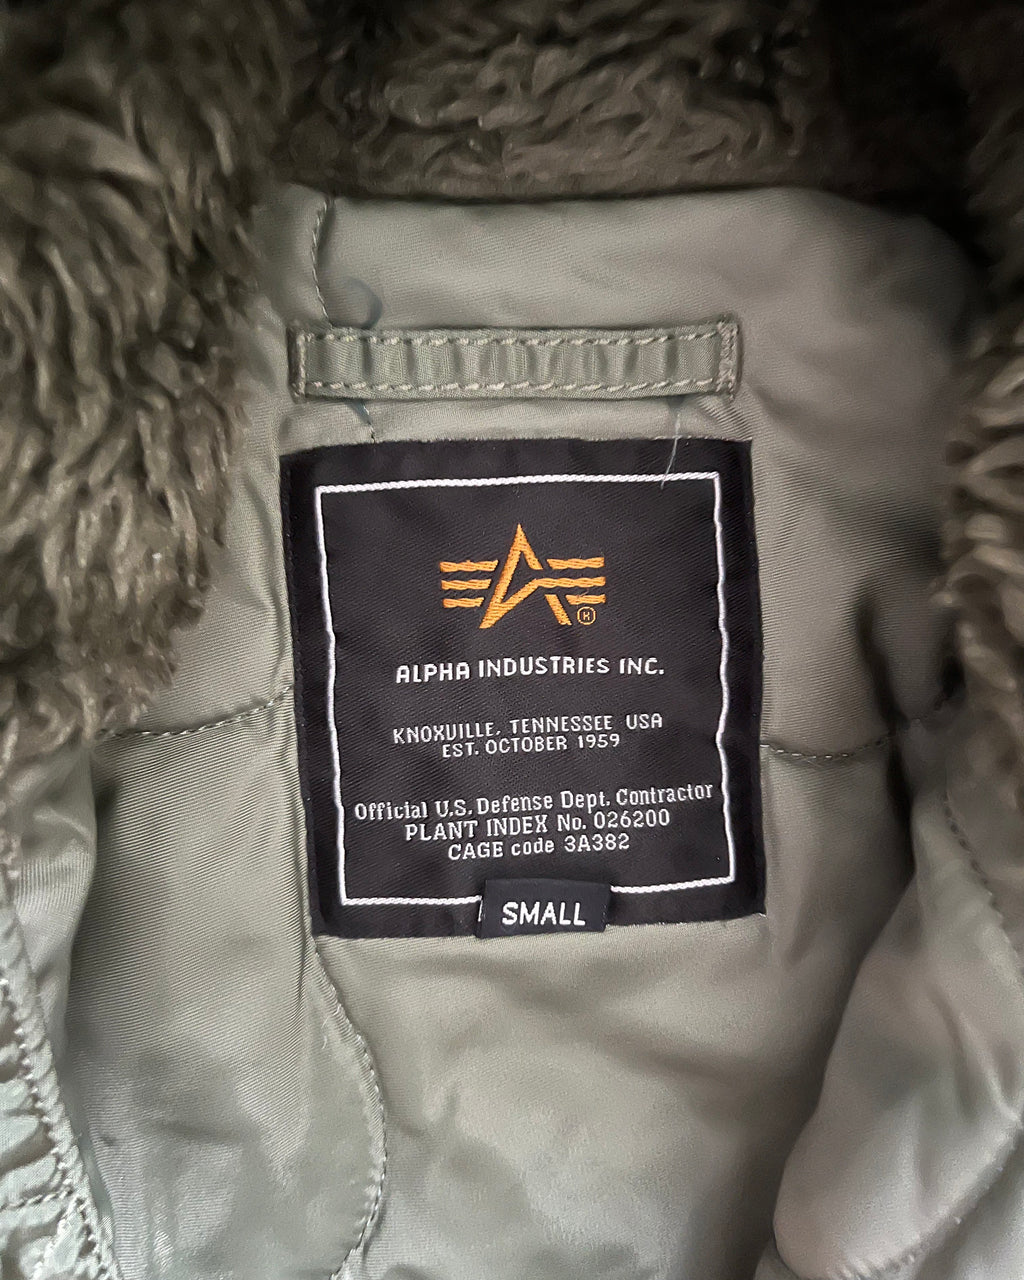 ALPHA INDUSTRIES INC.
KNOXVILLE, TENNESSEE USA
EST. OCTOBER 1959
Official U.S. Defense Dept. Contractor
PLANT INDEX No. 026200
CAGE code 3A382
SMALL